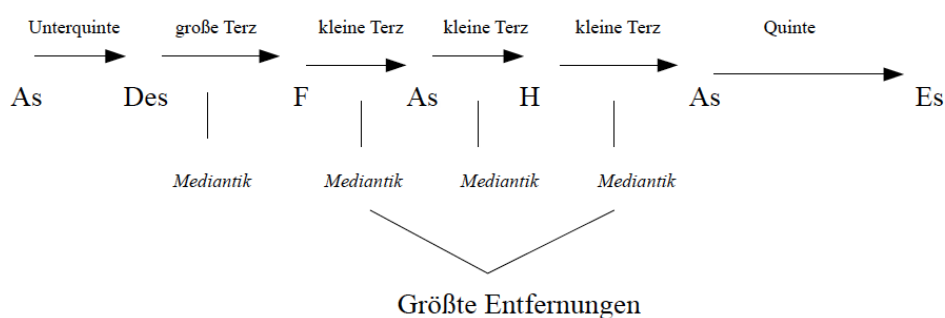 Unterquinte große Terz kleine Terz kleine Terz kleine Terz Quinte
As Des F As H As Es
Mediantik Mediantik Mediantik Mediantik
Größte Entfernungen